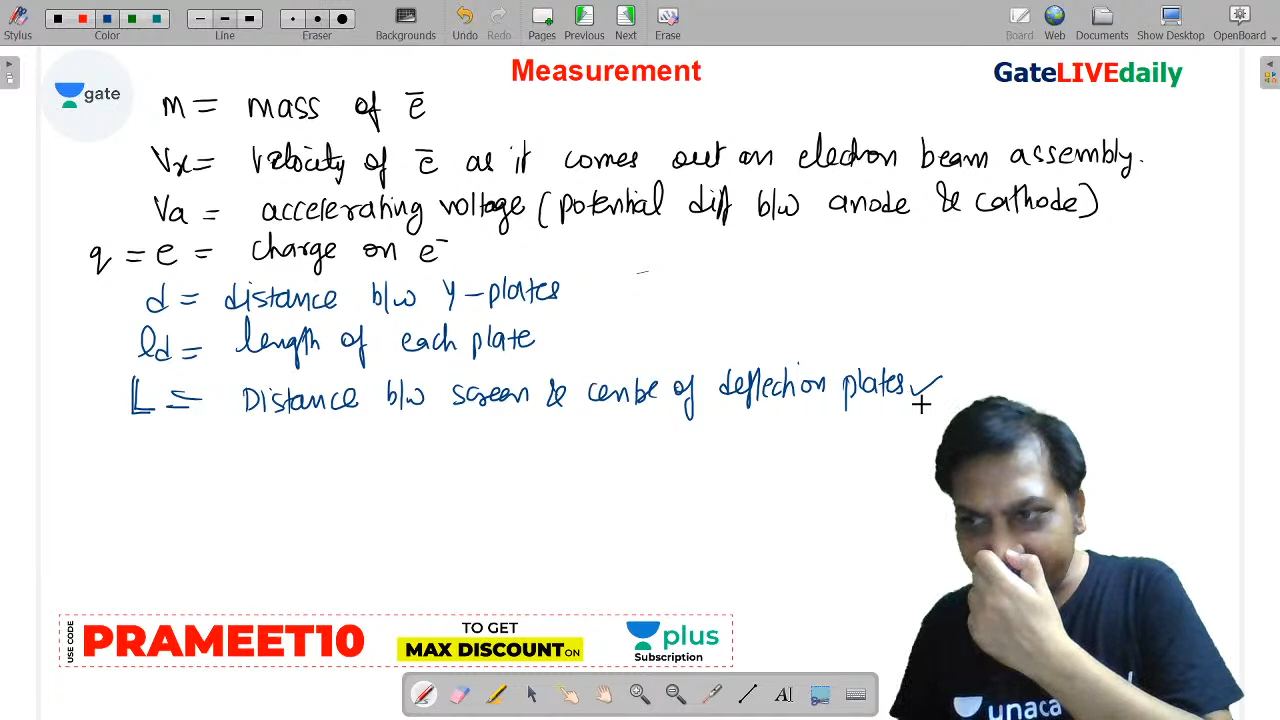 Stylus Color Line Eraser Backgrounds Undo Redo Pages Previous Next Erase Board Web Documents Show Desktop OpenBoard
Measurement
GateLIVEdaily
gate
m = mass of e̅
Vx = velocity of e̅ as it comes out an electron beam assembly.
Va = accelerating voltage (potential diff b/w anode & cathode)
q = e = charge on e⁻
d = distance b/w Y-plates
ld = length of each plate
L = Distance b/w screen & centre of deflection plates ✓
USE CODE
PRAMEET10
TO GET
MAX DISCOUNT ON
plus
Subscription
unaca